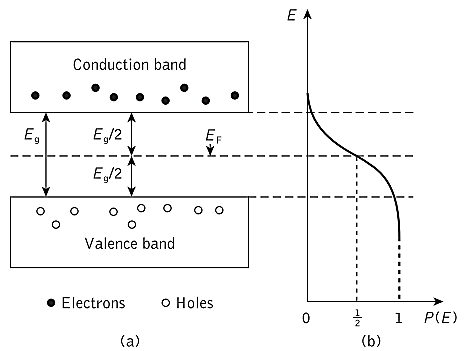 E
Conduction band
E_g
E_g/2
E_F
E_g/2
Valence band
Electrons
Holes
0
1/2
1
P(E)
(a)
(b)